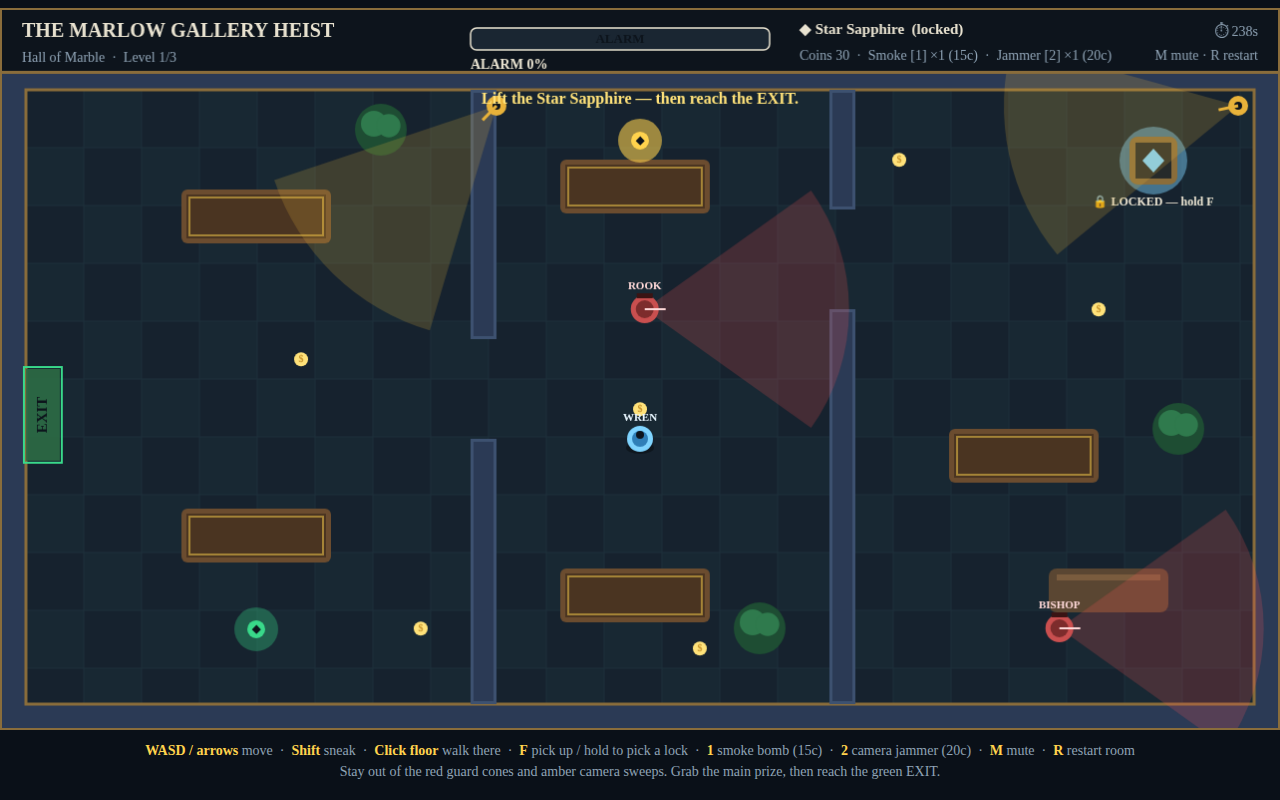 THE MARLOW GALLERY HEIST
Hall of Marble · Level 1/3
ALARM
ALARM 0%
◆ Star Sapphire (locked)
Coins 30 · Smoke [1] ×1 (15c) · Jammer [2] ×1 (20c)
⏱ 238s
M mute · R restart
Lift the Star Sapphire — then reach the EXIT.
$
🔒 LOCKED — hold F
ROOK
$
$
$
WREN
EXIT
BISHOP
$
$
WASD / arrows move · Shift sneak · Click floor walk there · F pick up / hold to pick a lock · 1 smoke bomb (15c) · 2 camera jammer (20c) · M mute · R restart room
Stay out of the red guard cones and amber camera sweeps. Grab the main prize, then reach the green EXIT.